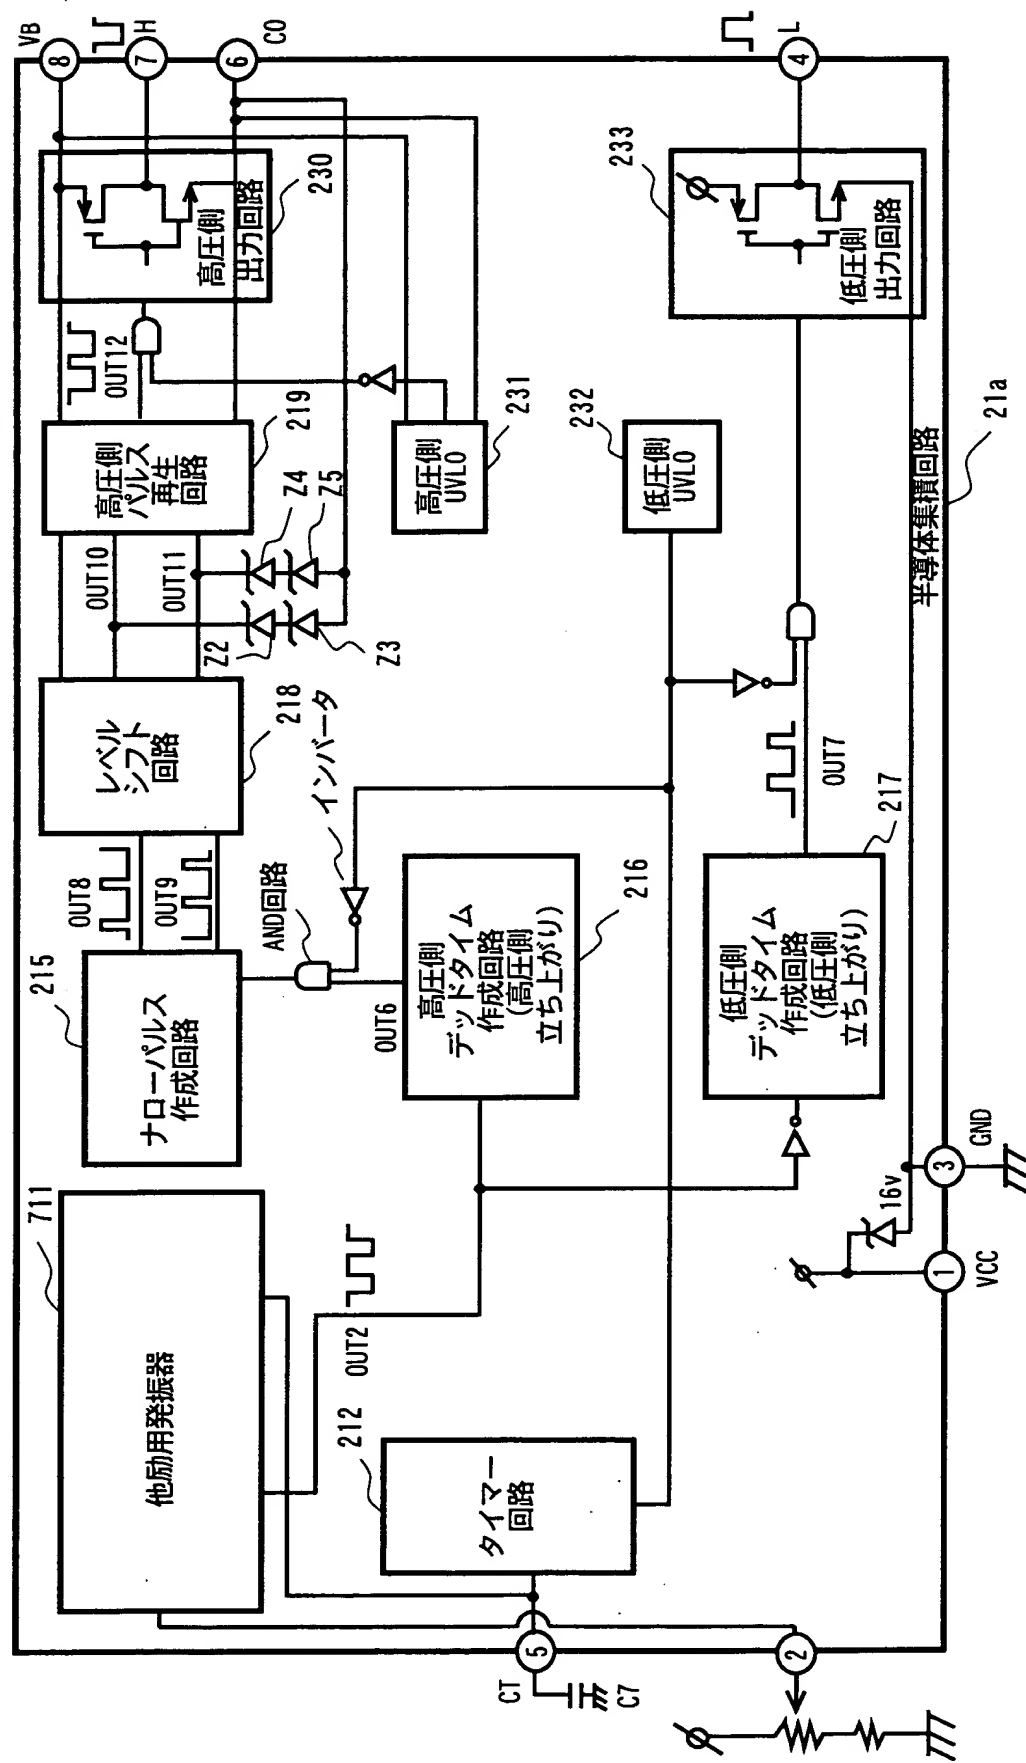 711
他励用発振器
OUT2
212
タイマー
回路
CT
5
C7
2
215
ナローパルス
作成回路
OUT8
OUT9
レベル
シフト
回路
218
OUT10
OUT11
Z2
Z3
Z4
Z5
高圧側
パルス
再生
回路
219
OUT12
高圧側
出力回路
230
VB
8
H
7
CO
6
AND回路
インバータ
OUT6
高圧側
デッドタイム
作成回路
(高圧側
立ち上がり)
216
高圧側
UVLO
231
低圧側
UVLO
232
233
低圧側
出力回路
L
4
低圧側
デッドタイム
作成回路
(低圧側
立ち上がり)
217
OUT7
16v
1
VCC
3
GND
半導体集積回路
21a